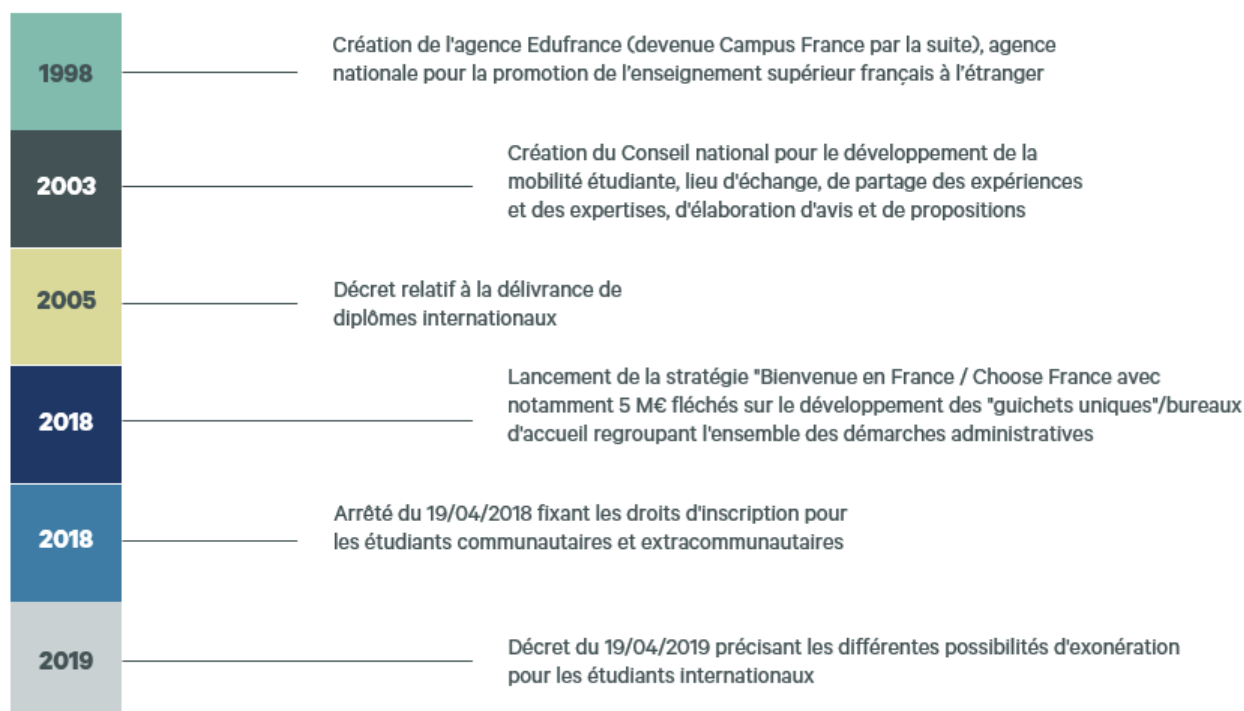 1998
Création de l'agence Edufrance (devenue Campus France par la suite), agence
nationale pour la promotion de l’enseignement supérieur français à l’étranger
2003
Création du Conseil national pour le développement de la
mobilité étudiante, lieu d'échange, de partage des expériences
et des expertises, d'élaboration d'avis et de propositions
2005
Décret relatif à la délivrance de
diplômes internationaux
2018
Lancement de la stratégie "Bienvenue en France / Choose France avec
notamment 5 M€ fléchés sur le développement des "guichets uniques"/bureaux
d'accueil regroupant l'ensemble des démarches administratives
2018
Arrêté du 19/04/2018 fixant les droits d'inscription pour
les étudiants communautaires et extracommunautaires
2019
Décret du 19/04/2019 précisant les différentes possibilités d'exonération
pour les étudiants internationaux